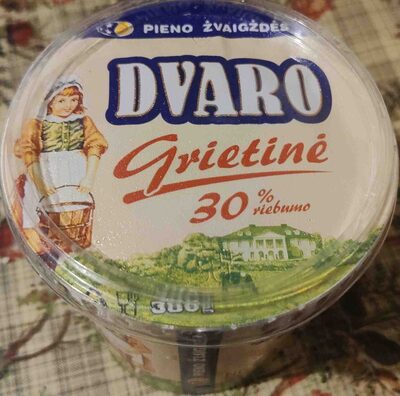 PIENO ŽVAIGŽDĖS
DVARO
Grietinė
30 % riebumo